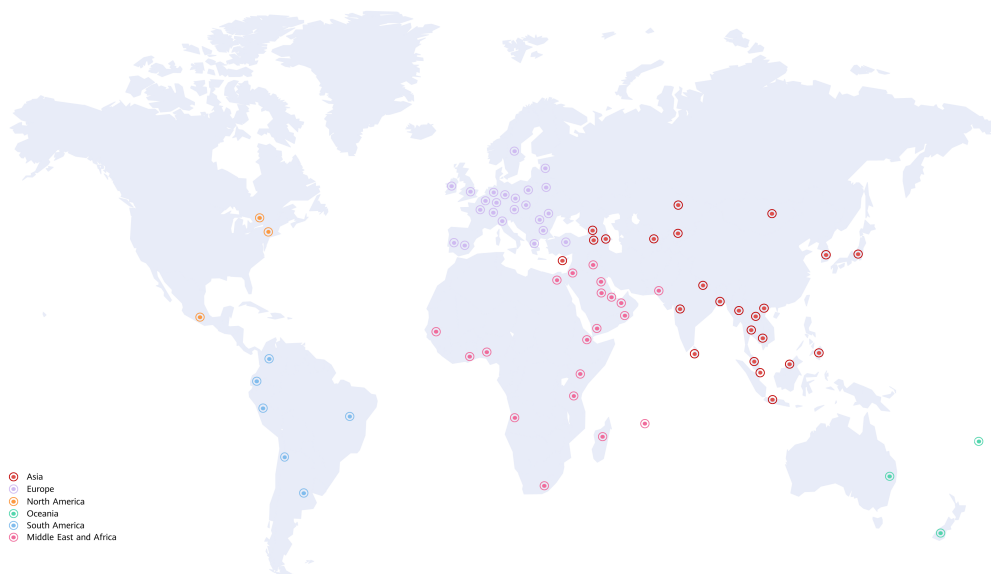 Asia
Europe
North America
Oceania
South America
Middle East and Africa